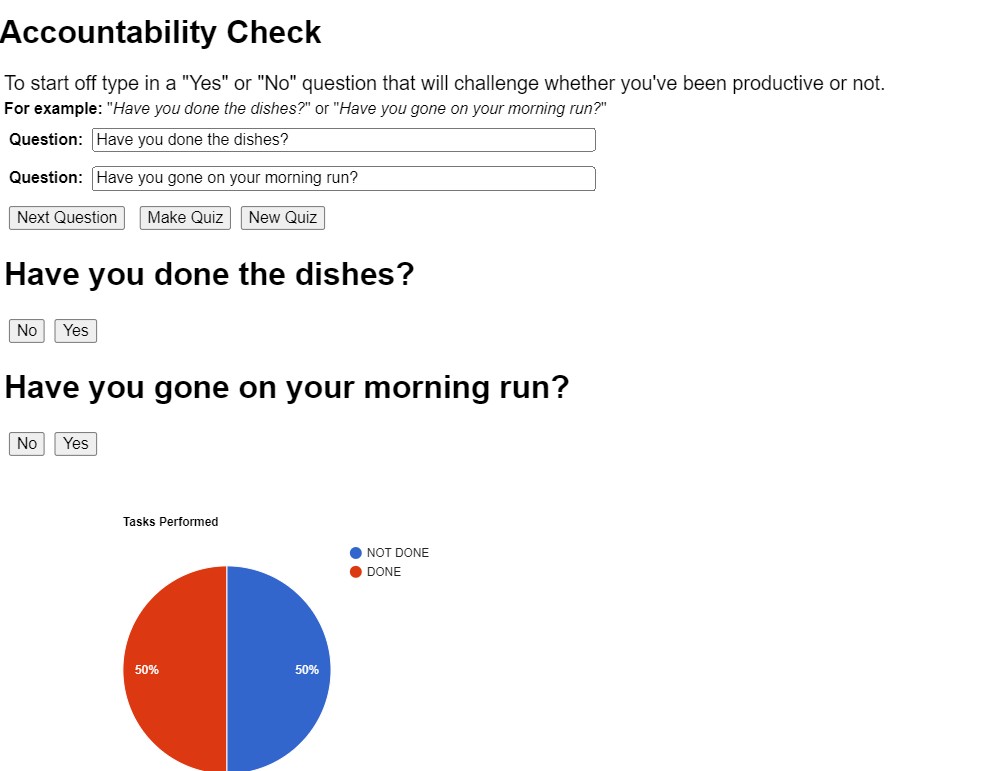 Accountability Check
To start off type in a "Yes" or "No" question that will challenge whether you've been productive or not.
For example: "Have you done the dishes?" or "Have you gone on your morning run?"
Question: Have you done the dishes?
Question: Have you gone on your morning run?
Next Question Make Quiz New Quiz
Have you done the dishes?
No Yes
Have you gone on your morning run?
No Yes
Tasks Performed
NOT DONE
DONE
50% 50%